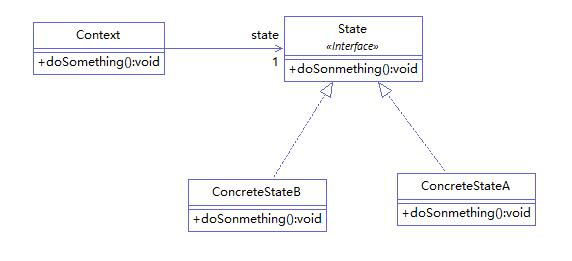 Context
+doSomething():void
state
1
State
«Interface»
+doSonmething():void
ConcreteStateB
+doSonmething():void
ConcreteStateA
+doSonmething():void